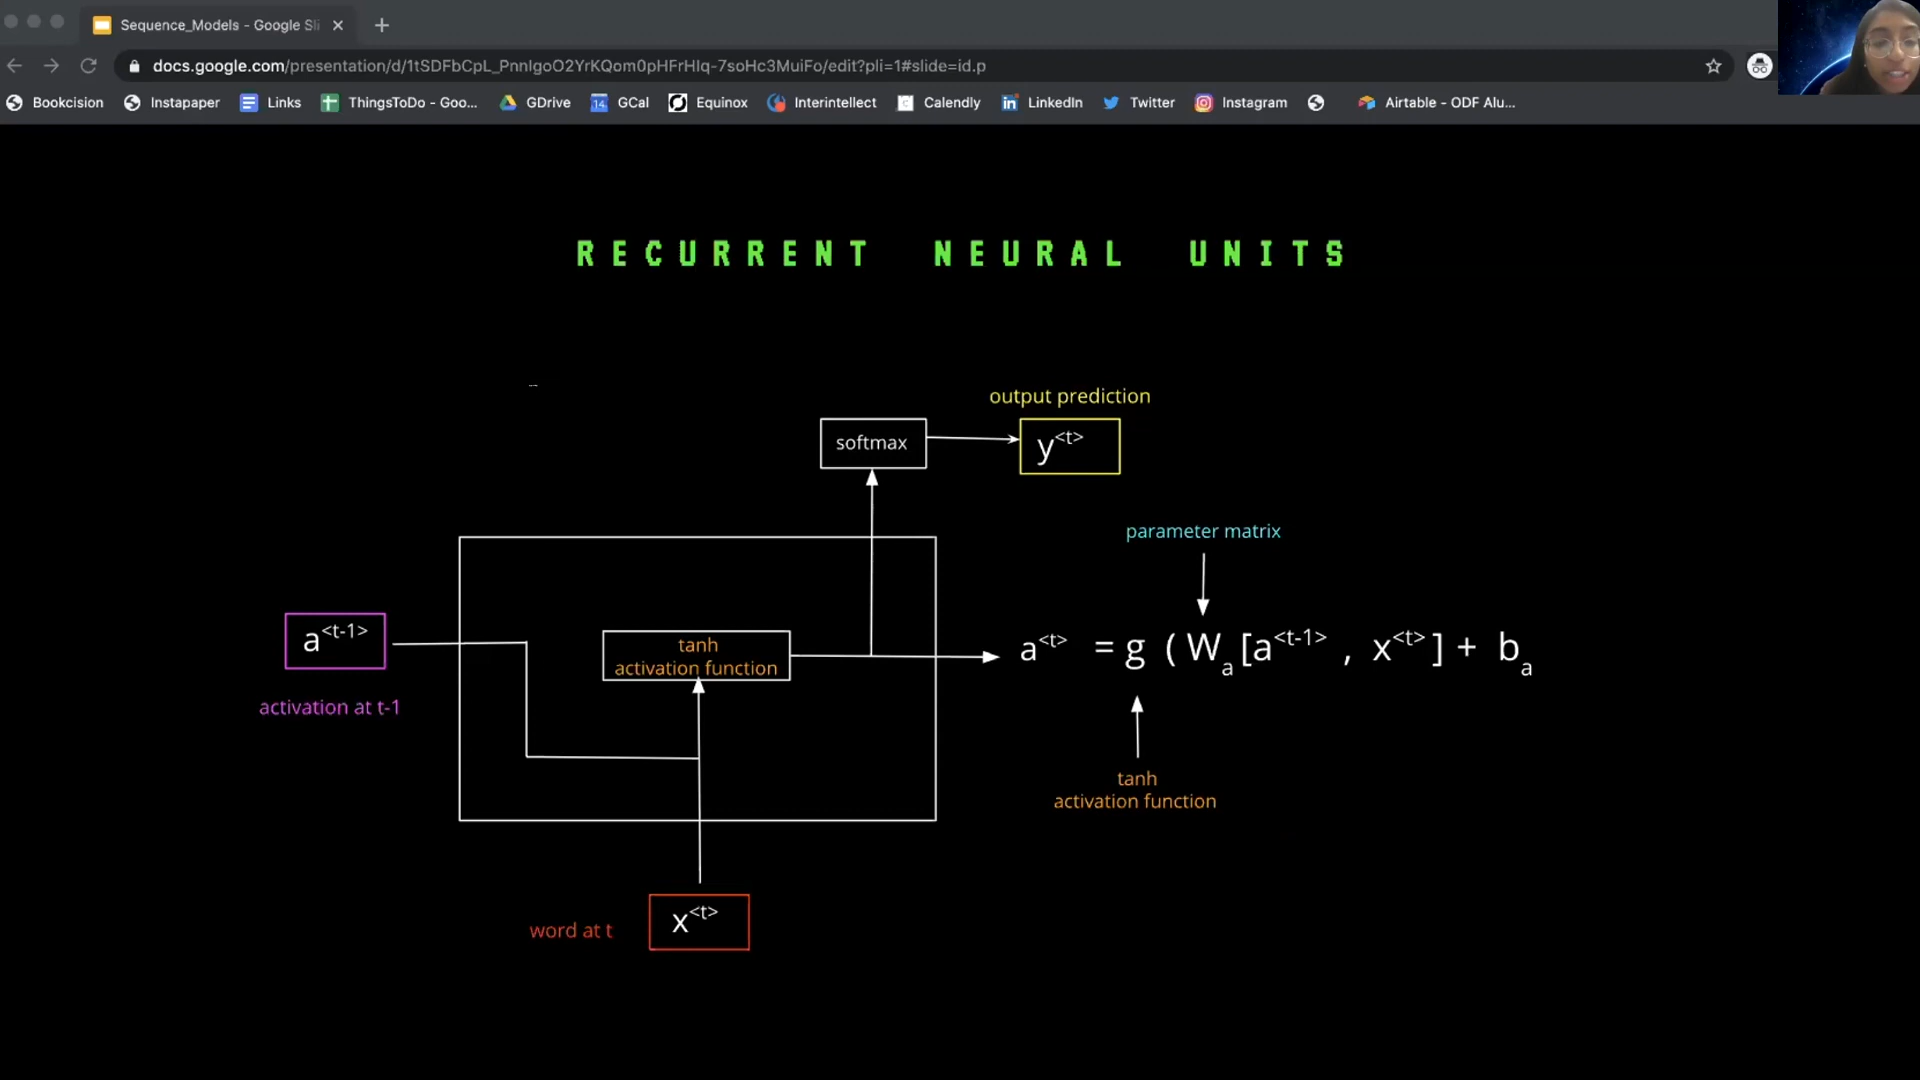 Sequence_Models - Google Sli
docs.google.com/presentation/d/1tSDFbCpL_PnnlgoO2YrKQom0pHFrHlq-7soHc3MuiFo/edit?pli=1#slide=id.p
Bookcision Instapaper Links ThingsToDo - Goo... GDrive 14 GCal Equinox Interintellect C Calendly LinkedIn Twitter Instagram Airtable - ODF Alu...
RECURRENT NEURAL UNITS
output prediction
softmax
y<t>
parameter matrix
a<t-1>
tanh
activation function
a<t> = g ( Wa [a<t-1> , x<t> ] + ba
activation at t-1
tanh
activation function
word at t
x<t>